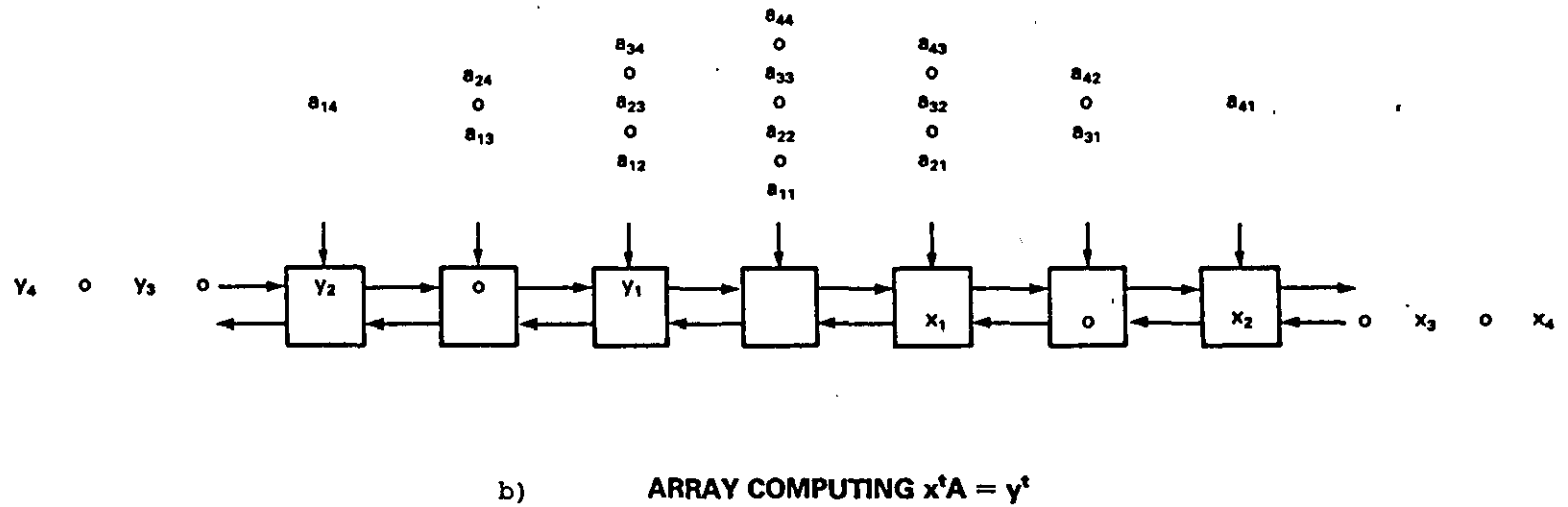 a₄₄
a₃₄ o a₄₃
a₂₄ o a₃₃ o a₄₂
a₁₄ o a₂₃ o a₃₂ o a₄₁
a₁₃ o a₂₂ o a₃₁
a₁₂ o a₂₁
a₁₁
y₄ o y₃ o y₂ o y₁
x₁ o x₂ o x₃ o x₄
b) ARRAY COMPUTING xᵗA = yᵗ